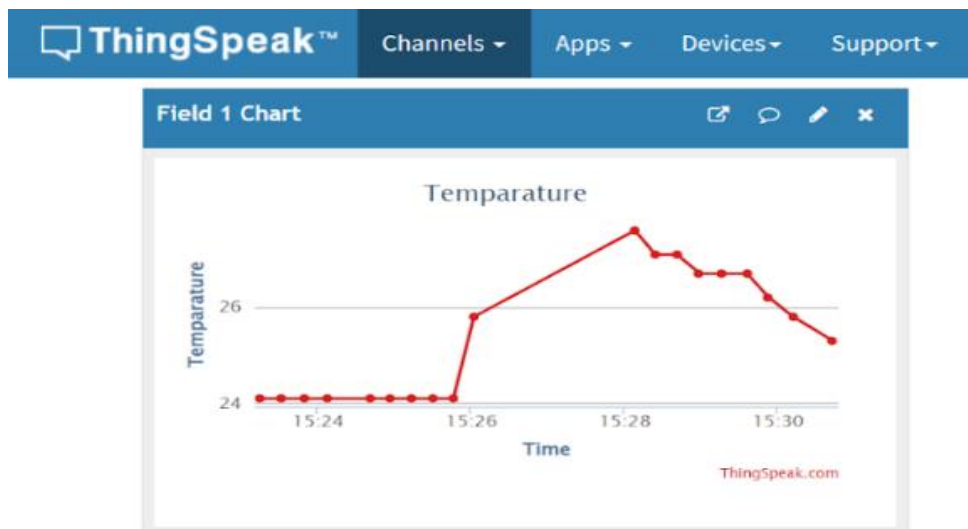 ThingSpeak™ Channels Apps Devices Support
Field 1 Chart
Temparature
Temparature
26
24
15:24 15:26 15:28 15:30
Time
ThingSpeak.com